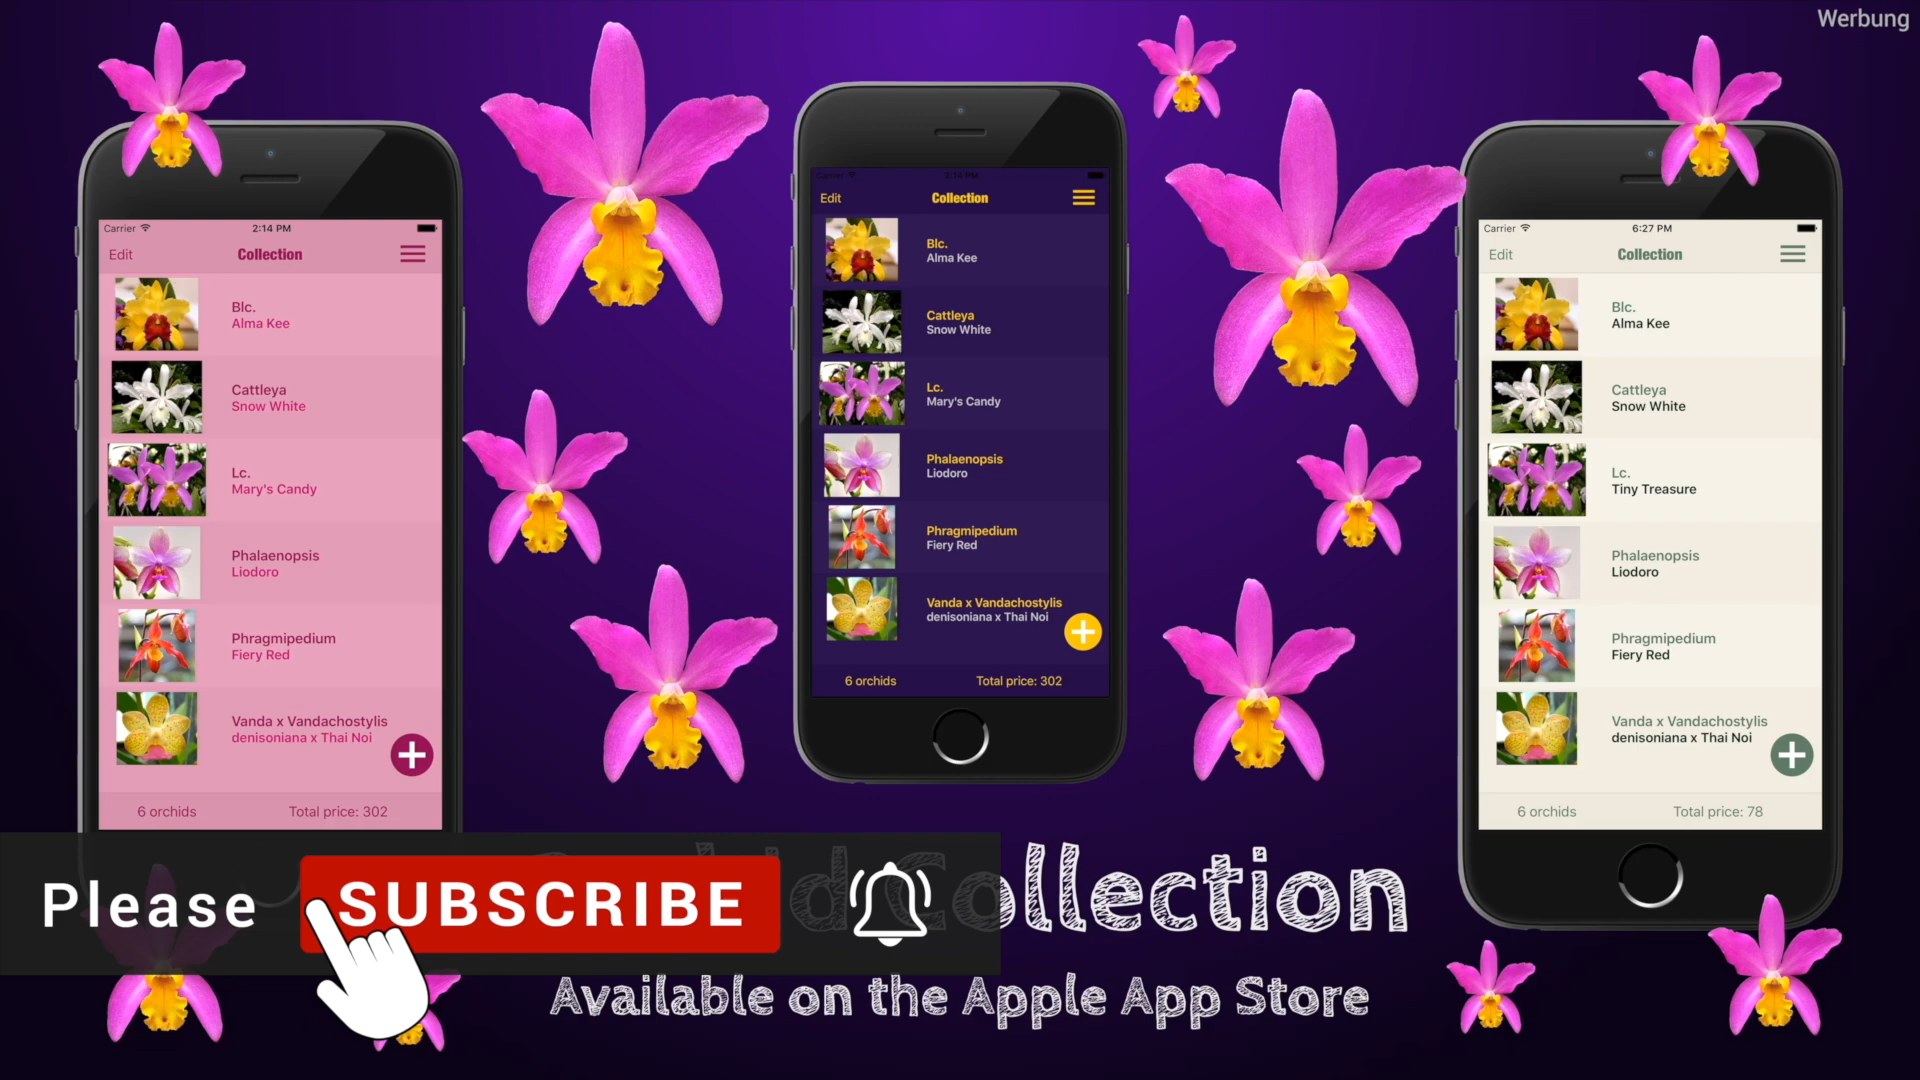 Werbung
Carrier 2:14 PM
Edit Collection
Blc.
Alma Kee
Cattleya
Snow White
Lc.
Mary's Candy
Phalaenopsis
Liodoro
Phragmipedium
Fiery Red
Vanda x Vandachostylis
denisoniana x Thai Noi
6 orchids Total price: 302
Carrier 2:14 PM
Edit Collection
Blc.
Alma Kee
Cattleya
Snow White
Lc.
Mary's Candy
Phalaenopsis
Liodoro
Phragmipedium
Fiery Red
Vanda x Vandachostylis
denisoniana x Thai Noi
6 orchids Total price: 302
Carrier 6:27 PM
Edit Collection
Blc.
Alma Kee
Cattleya
Snow White
Lc.
Tiny Treasure
Phalaenopsis
Liodoro
Phragmipedium
Fiery Red
Vanda x Vandachostylis
denisoniana x Thai Noi
6 orchids Total price: 78
Please SUBSCRIBE
Collection
Available on the Apple App Store